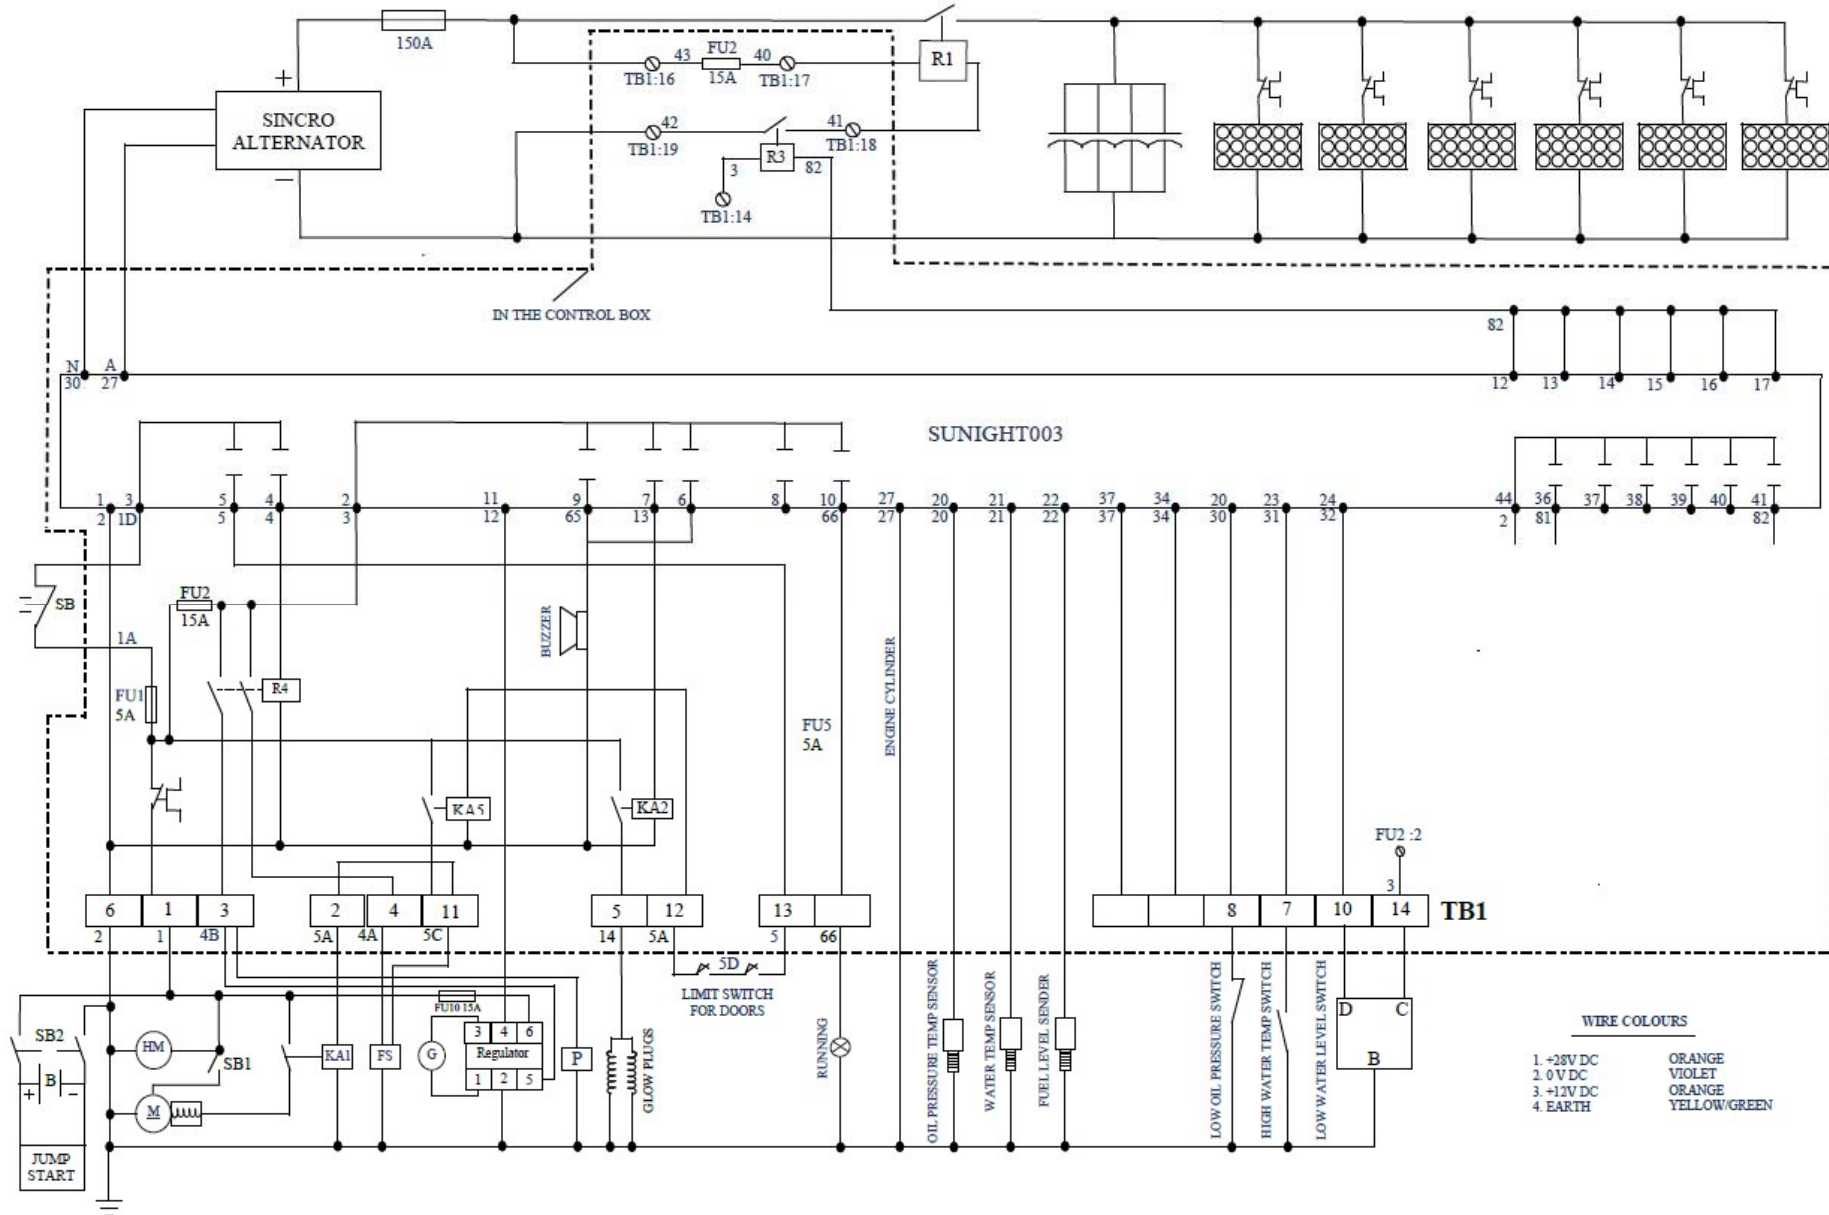 150A
43
FU2
40
R1
TB1:16
15A
TB1:17
+
SINCRO
ALTERNATOR
−
42
41
TB1:19
TB1:18
R3
3
82
TB1:14
IN THE CONTROL BOX
82
N
A
30
27
12
13
14
15
16
17
SUNIGHT003
1
3
5
4
2
11
9
7
6
8
10
27
20
21
22
37
34
20
23
24
44
36
37
38
39
40
41
2
1D
5
4
3
12
65
13
66
27
20
21
22
37
34
30
31
32
2
81
82
SB
FU2
15A
1A
BUZZER
ENGINE CYLINDER
R4
FU1
5A
FU5
5A
KA5
KA2
FU2 :2
3
6
1
3
2
4
11
5
12
13
8
7
10
14
TB1
2
1
4B
5A
4A
5C
14
5A
5
66
5D
LIMIT SWITCH
FOR DOORS
FU10 15A
SB2
HM
SB1
KA1
FS
G
3
4
6
Regulator
1
2
5
P
GLOW PLUGS
RUNNING
OIL PRESSURE TEMP SENSOR
WATER TEMP SENSOR
FUEL LEVEL SENDER
LOW OIL PRESSURE SWITCH
HIGH WATER TEMP SWITCH
LOW WATER LEVEL SWITCH
D
C
B
B
+
-
M
JUMP
START
WIRE COLOURS
1. +28V DC ORANGE
2. 0 V DC VIOLET
3. +12V DC ORANGE
4. EARTH YELLOW/GREEN